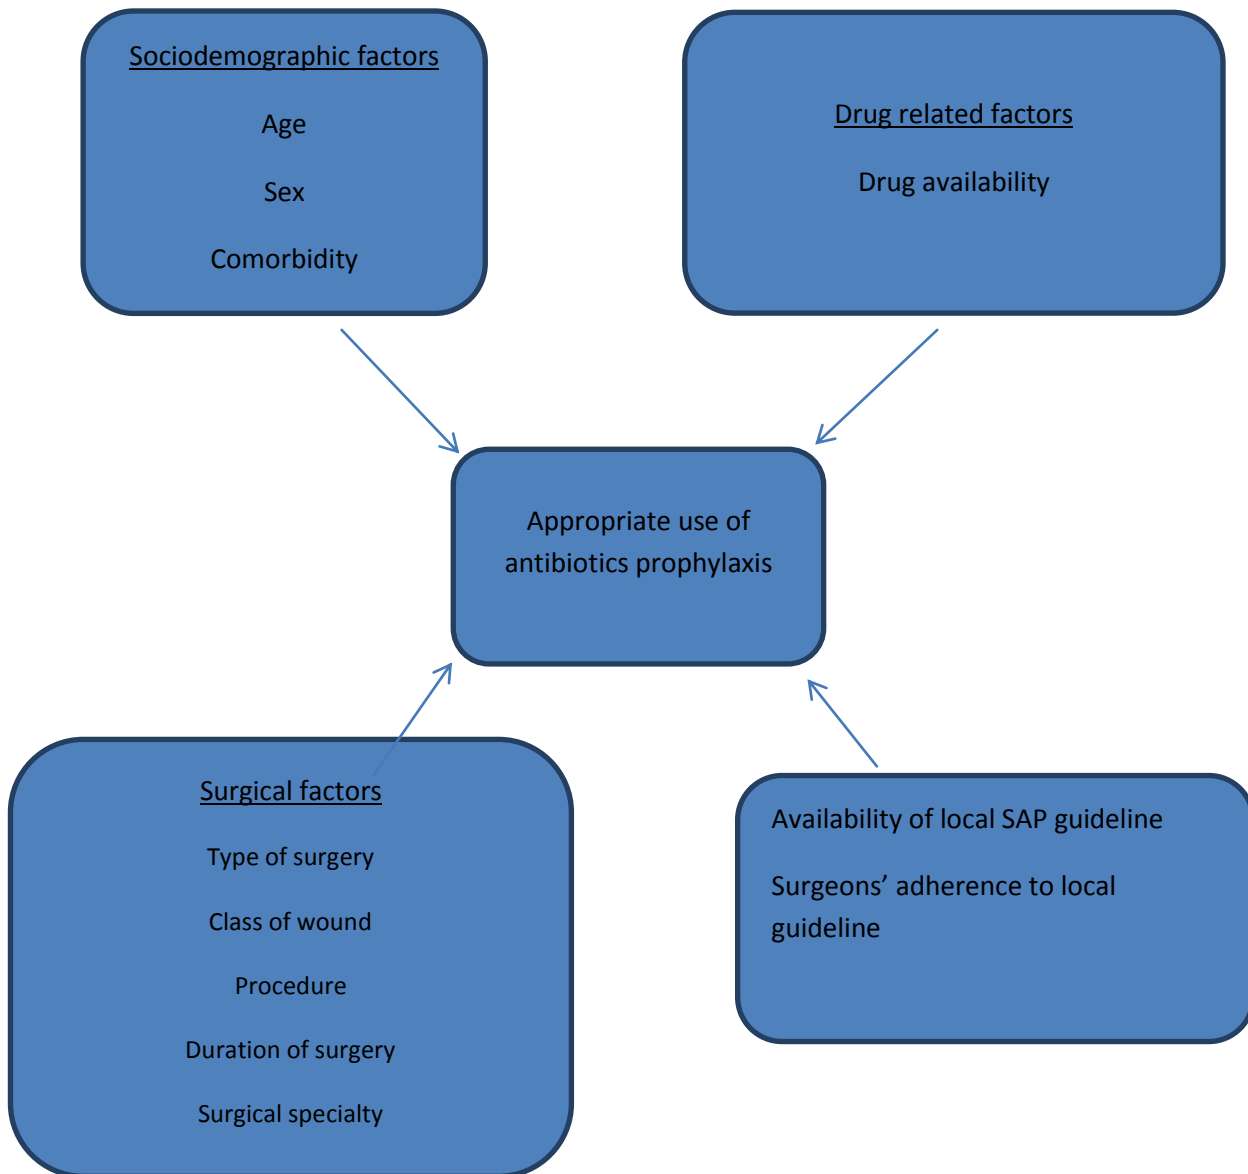 Sociodemographic factors
Age
Sex
Comorbidity
Drug related factors
Drug availability
Appropriate use of
antibiotics prophylaxis
Surgical factors
Type of surgery
Class of wound
Procedure
Duration of surgery
Surgical specialty
Availability of local SAP guideline
Surgeons’ adherence to local
guideline